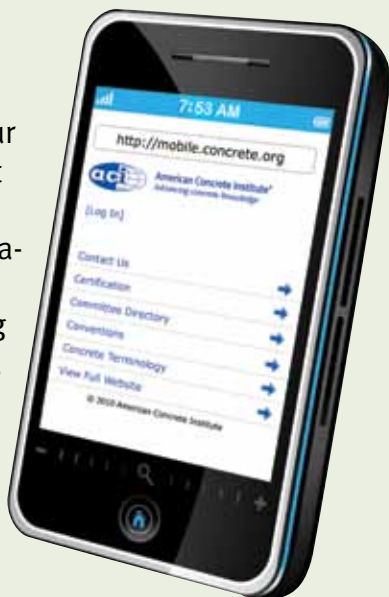 ur
t
a-
g
7:53 AM
http://mobile.concrete.org
aci
American Concrete Institute®
Advancing concrete knowledge
[Log In]
Contact Us
Certification
Committee Directory
Conventions
Concrete Terminology
View Full Website
© 2010 American Concrete Institute